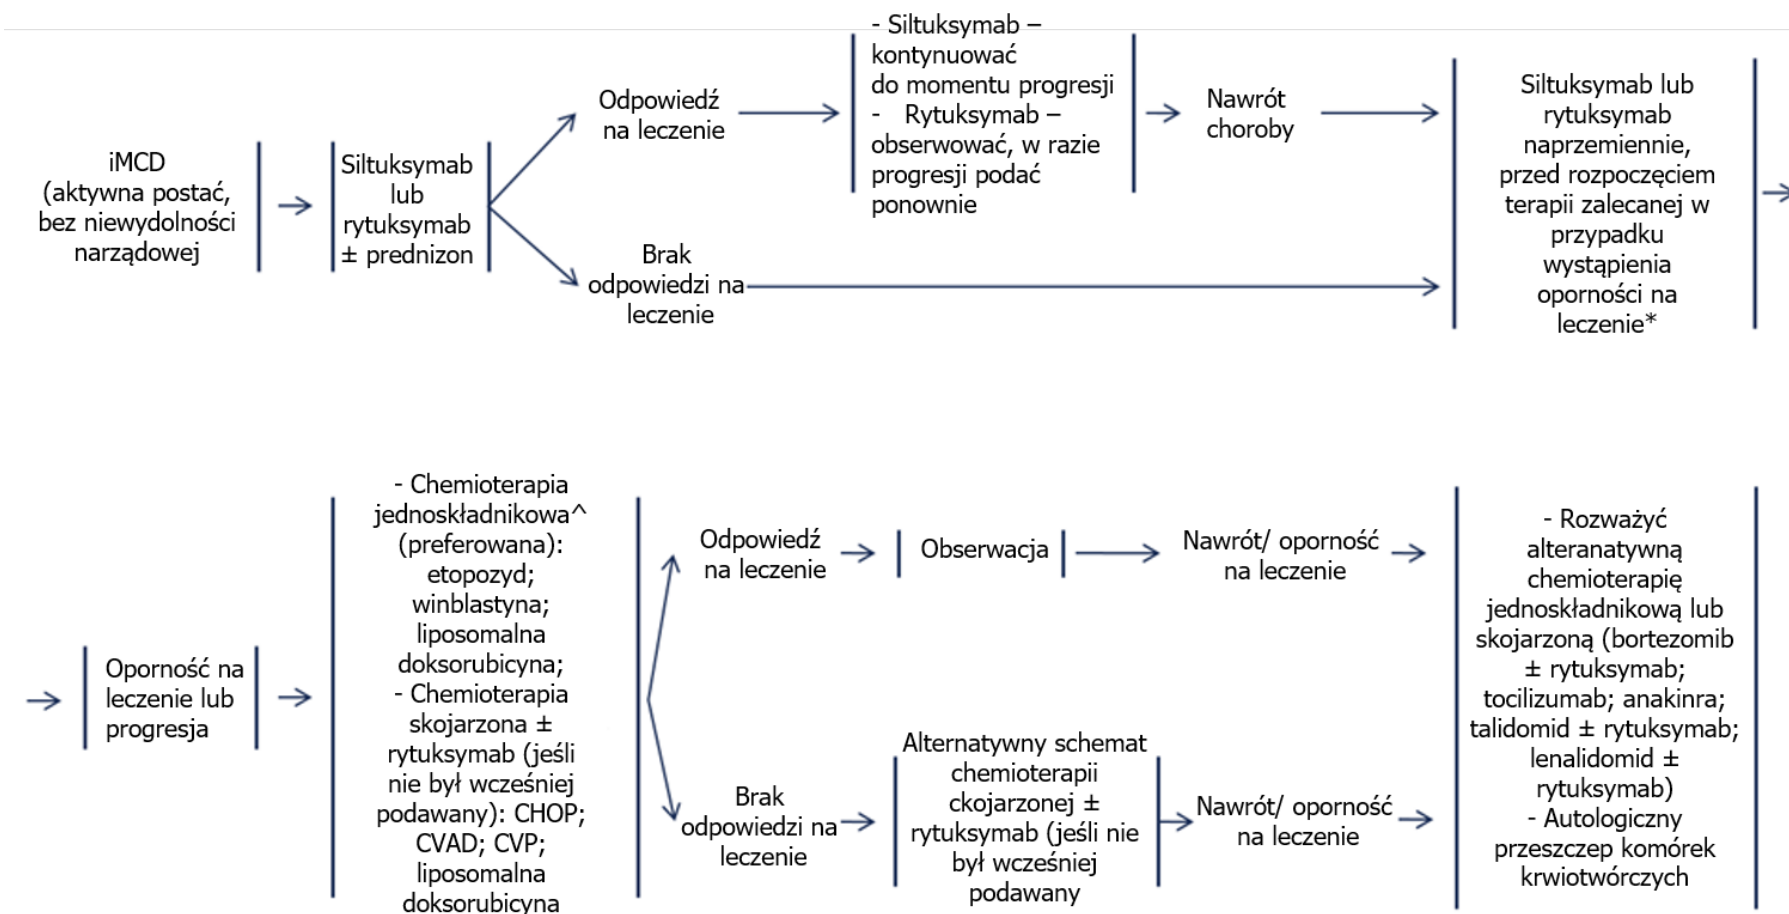 iMCD
(aktywna postać,
bez niewydolności
narządowej
Siltuksymab
lub
rytuksymab
± prednizon
Odpowiedź
na leczenie
- Siltuksymab –
kontynuować
do momentu progresji
- Rytuksymab –
obserwować, w razie
progresji podać
ponownie
Nawrót
choroby
Brak
odpowiedzi na
leczenie
Siltuksymab lub
rytuksymab
naprzemiennie,
przed rozpoczęciem
terapii zalecanej w
przypadku
wystąpienia
oporności na
leczenie*
Oporność na
leczenie lub
progresja
- Chemioterapia
jednoskładnikowa^
(preferowana):
etopozyd;
winblastyna;
liposomalna
doksorubicyna;
- Chemioterapia
skojarzona ±
rytuksymab (jeśli
nie był wcześniej
podawany): CHOP;
CVAD; CVP;
liposomalna
doksorubicyna
Odpowiedź
na leczenie
Obserwacja
Nawrót/ oporność
na leczenie
Brak
odpowiedzi na
leczenie
Alternatywny schemat
chemioterapii
ckojarzonej ±
rytuksymab (jeśli nie
był wcześniej
podawany
Nawrót/ oporność
na leczenie
- Rozważyć
alteranatywną
chemioterapię
jednoskładnikową lub
skojarzoną (bortezomib
± rytuksymab;
tocilizumab; anakinra;
talidomid ± rytuksymab;
lenalidomid ±
rytuksymab)
- Autologiczny
przeszczep komórek
krwiotwórczych